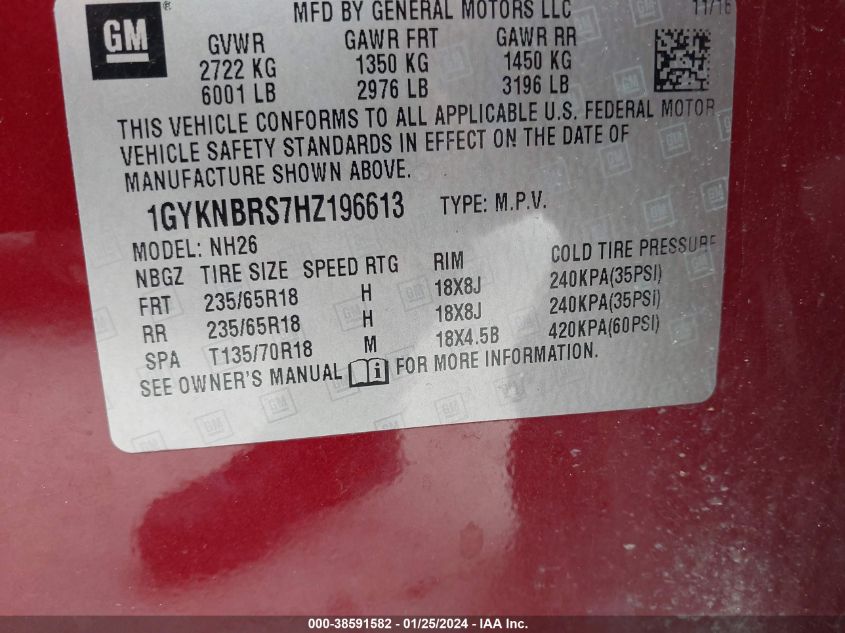 GM
MFD BY GENERAL MOTORS LLC 11/16
GVWR GAWR FRT GAWR RR
2722 KG 1350 KG 1450 KG
6001 LB 2976 LB 3196 LB
THIS VEHICLE CONFORMS TO ALL APPLICABLE U.S. FEDERAL MOTOR
VEHICLE SAFETY STANDARDS IN EFFECT ON THE DATE OF
MANUFACTURE SHOWN ABOVE.
1GYKNBRS7HZ196613 TYPE: M.P.V.
MODEL: NH26
NBGZ TIRE SIZE SPEED RTG RIM COLD TIRE PRESSURE
FRT 235/65R18 H 18X8J 240KPA(35PSI)
RR 235/65R18 H 18X8J 240KPA(35PSI)
SPA T135/70R18 M 18X4.5B 420KPA(60PSI)
SEE OWNER'S MANUAL FOR MORE INFORMATION.
000-38591582 - 01/25/2024 - IAA Inc.